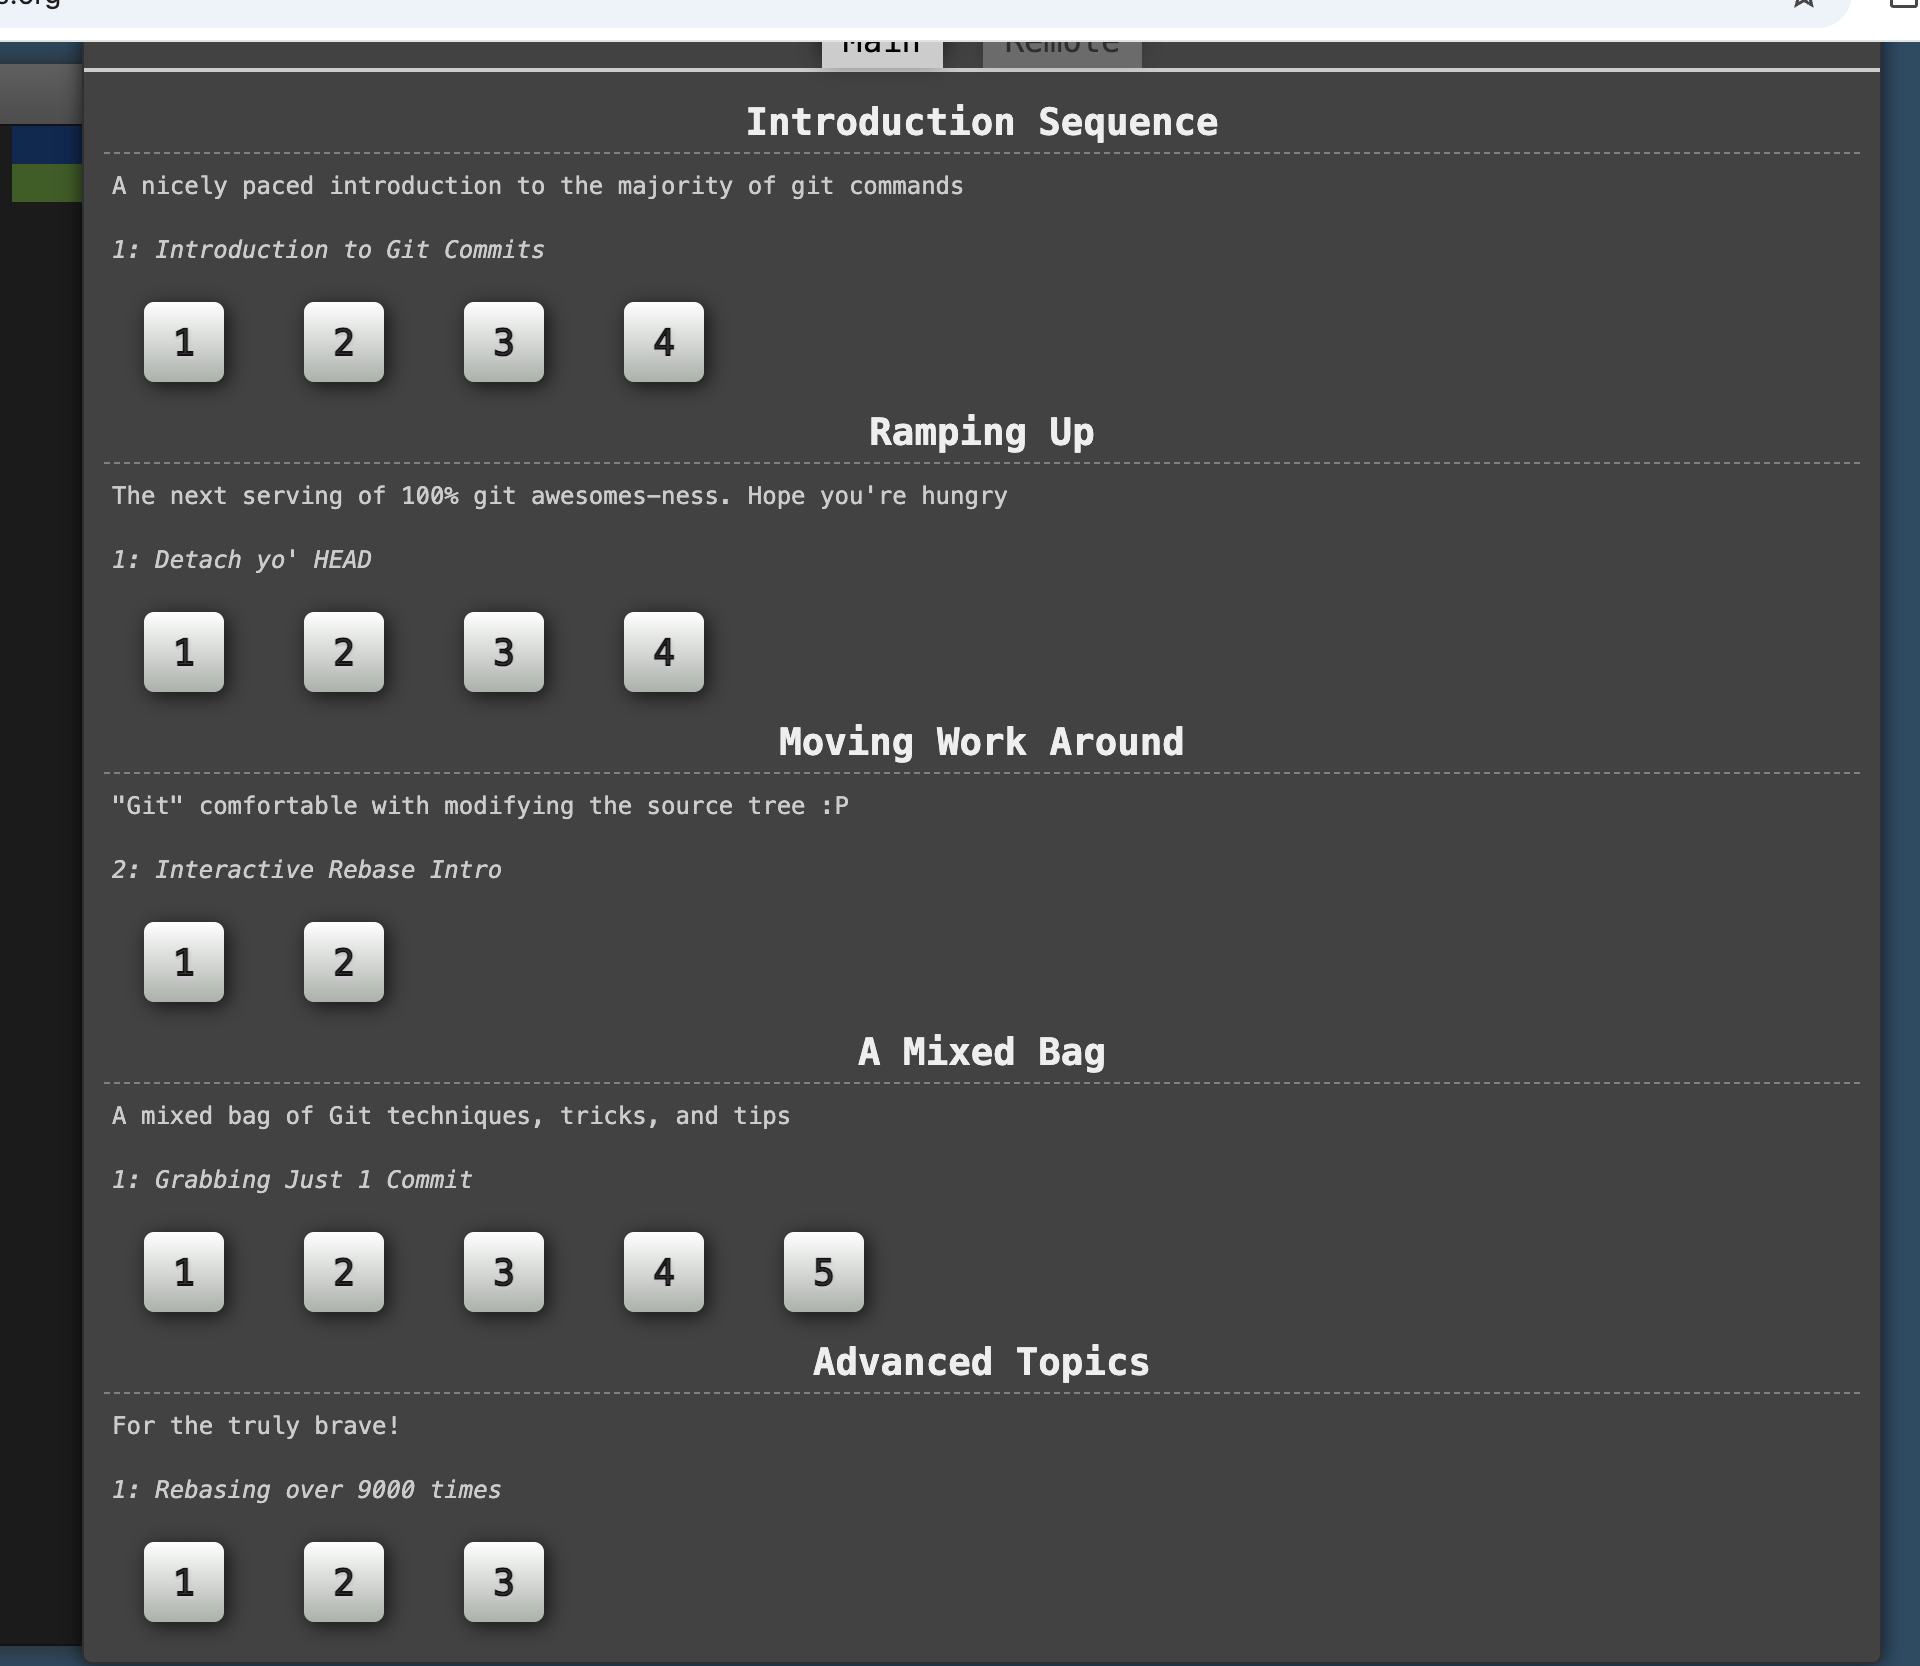 Main Remote
Introduction Sequence
A nicely paced introduction to the majority of git commands
1: Introduction to Git Commits
1 2 3 4
Ramping Up
The next serving of 100% git awesomes-ness. Hope you're hungry
1: Detach yo' HEAD
1 2 3 4
Moving Work Around
"Git" comfortable with modifying the source tree :P
2: Interactive Rebase Intro
1 2
A Mixed Bag
A mixed bag of Git techniques, tricks, and tips
1: Grabbing Just 1 Commit
1 2 3 4 5
Advanced Topics
For the truly brave!
1: Rebasing over 9000 times
1 2 3